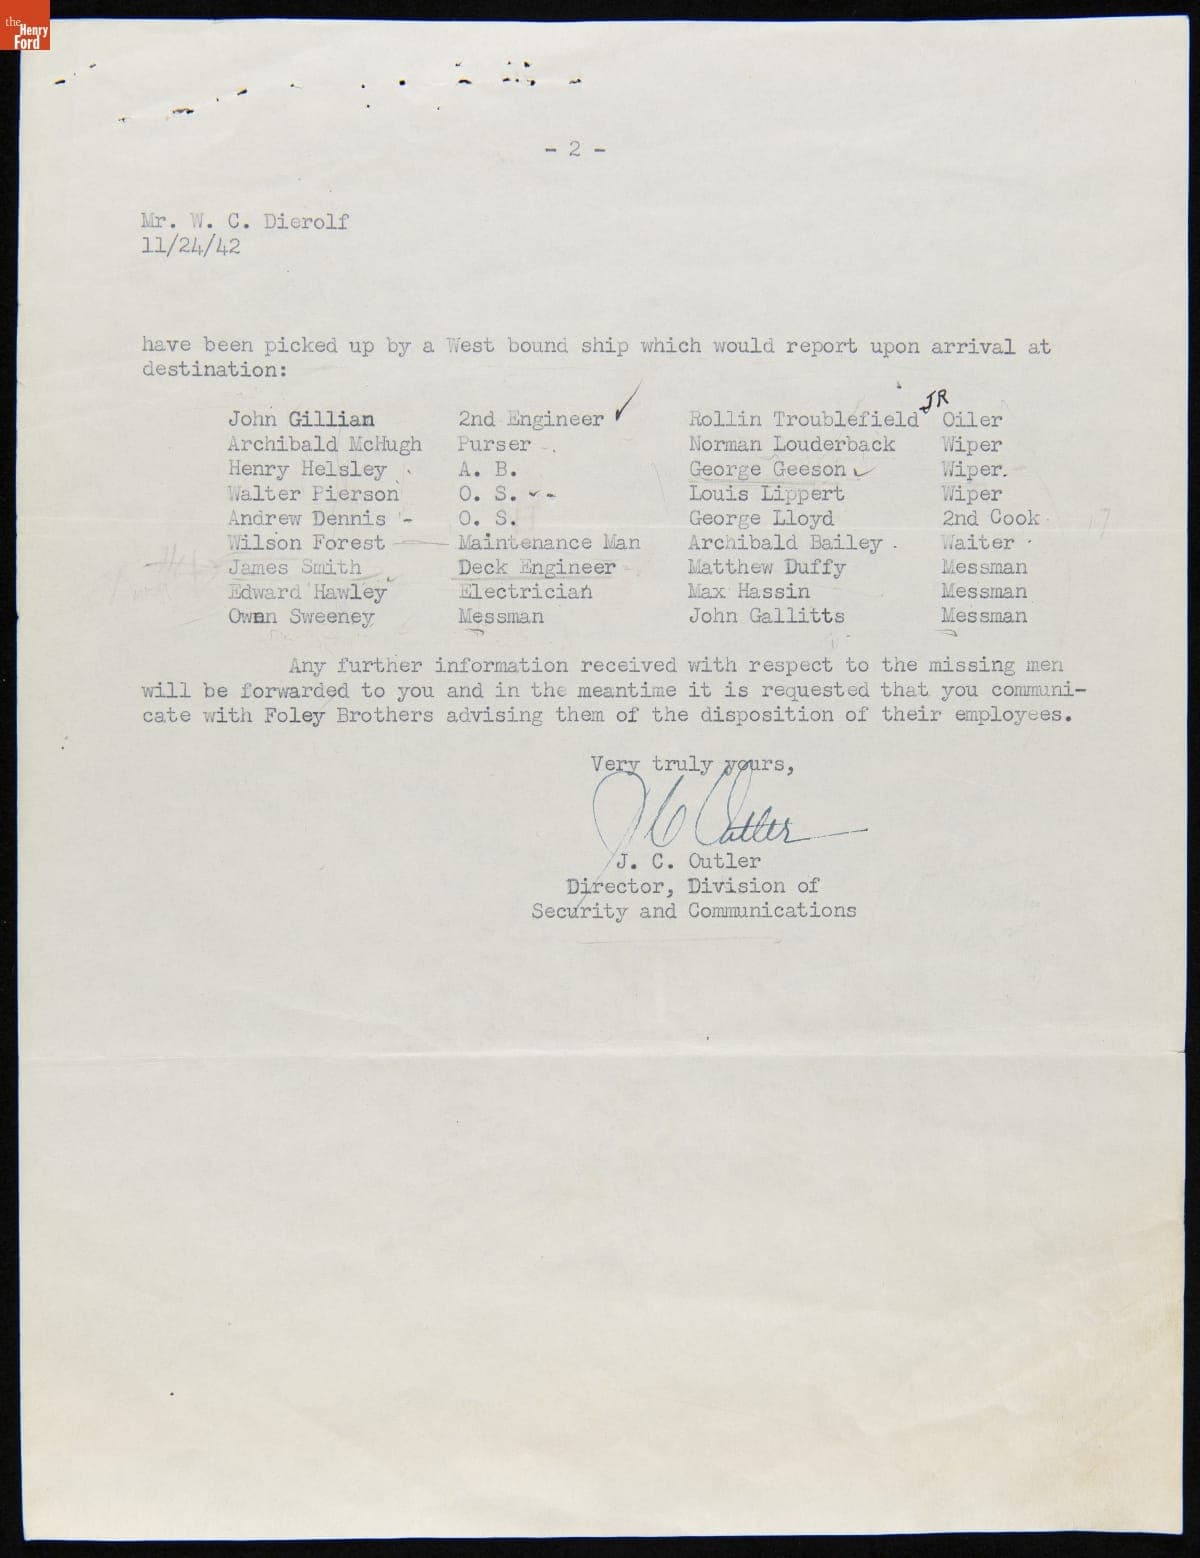 the Henry Ford
- 2 -
Mr. W. C. Dierolf
11/24/42
have been picked up by a West bound ship which would report upon arrival at
destination:
John Gillian 2nd Engineer ✓ Rollin Troublefield JR Oiler
Archibald McHugh Purser Norman Louderback Wiper
Henry Helsley A. B. George Geeson Wiper
Walter Pierson O. S. Louis Lippert Wiper
Andrew Dennis O. S. George Lloyd 2nd Cook 17
Wilson Forest Maintenance Man Archibald Bailey Waiter
James Smith Deck Engineer Matthew Duffy Messman
Edward Hawley Electrician Max Hassin Messman
Owen Sweeney Messman John Gallitts Messman
Any further information received with respect to the missing men
will be forwarded to you and in the meantime it is requested that you communi-
cate with Foley Brothers advising them of the disposition of their employees.
Very truly yours,
J C Outler
J. C. Outler
Director, Division of
Security and Communications